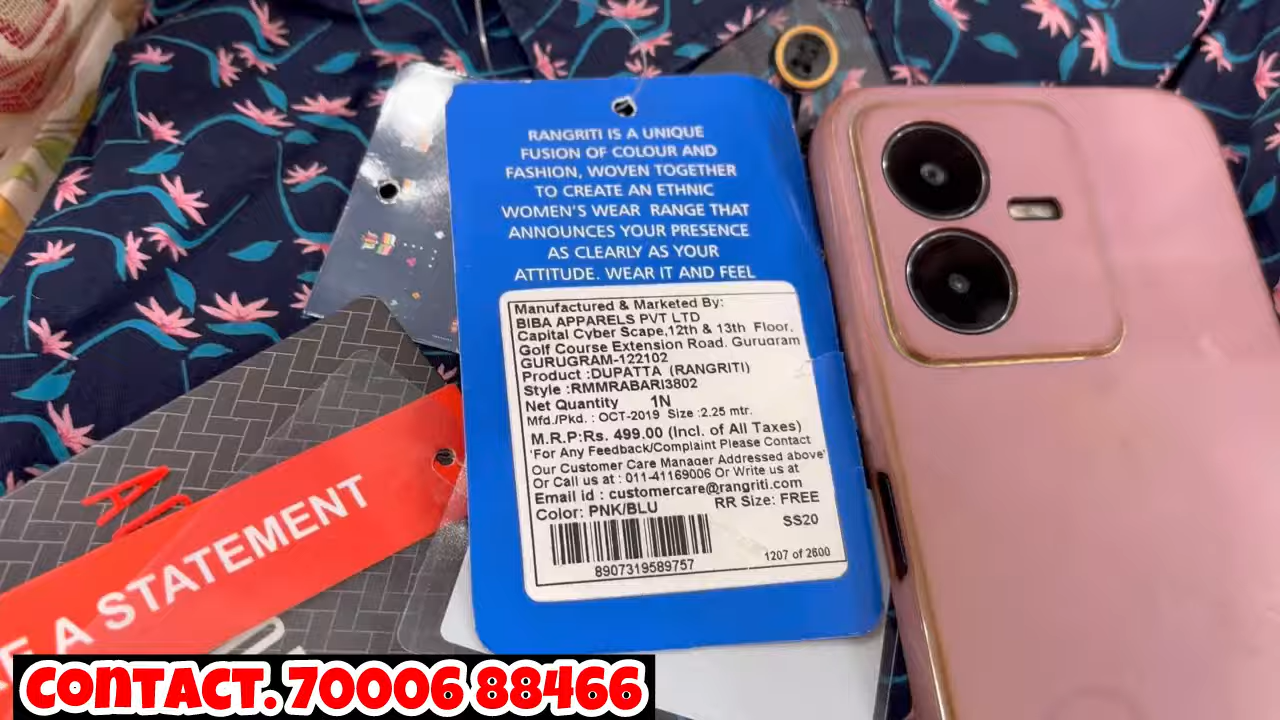 RANGRITI IS A UNIQUE
FUSION OF COLOUR AND
FASHION, WOVEN TOGETHER
TO CREATE AN ETHNIC
WOMEN'S WEAR RANGE THAT
ANNOUNCES YOUR PRESENCE
AS CLEARLY AS YOUR
ATTITUDE. WEAR IT AND FEEL
Manufactured & Marketed By:
BIBA APPARELS PVT LTD
Capital Cyber Scape,12th & 13th Floor,
Golf Course Extension Road, Gurugram
GURUGRAM-122102
Product :DUPATTA (RANGRITI)
Style :RMMRABARI3802
Net Quantity 1N
Mfd./Pkd. : OCT-2019 Size :2.25 mtr.
M.R.P:Rs. 499.00 (Incl. of All Taxes)
'For Any Feedback/Complaint Please Contact
Our Customer Care Manager Addressed above'
Or Call us at : 011-41169006 Or Write us at
Email id : customercare@rangriti.com
Color: PNK/BLU RR Size: FREE
SS20
8907319589757 1207 of 2600
A STATEMENT
CONTACT. 70006 88466